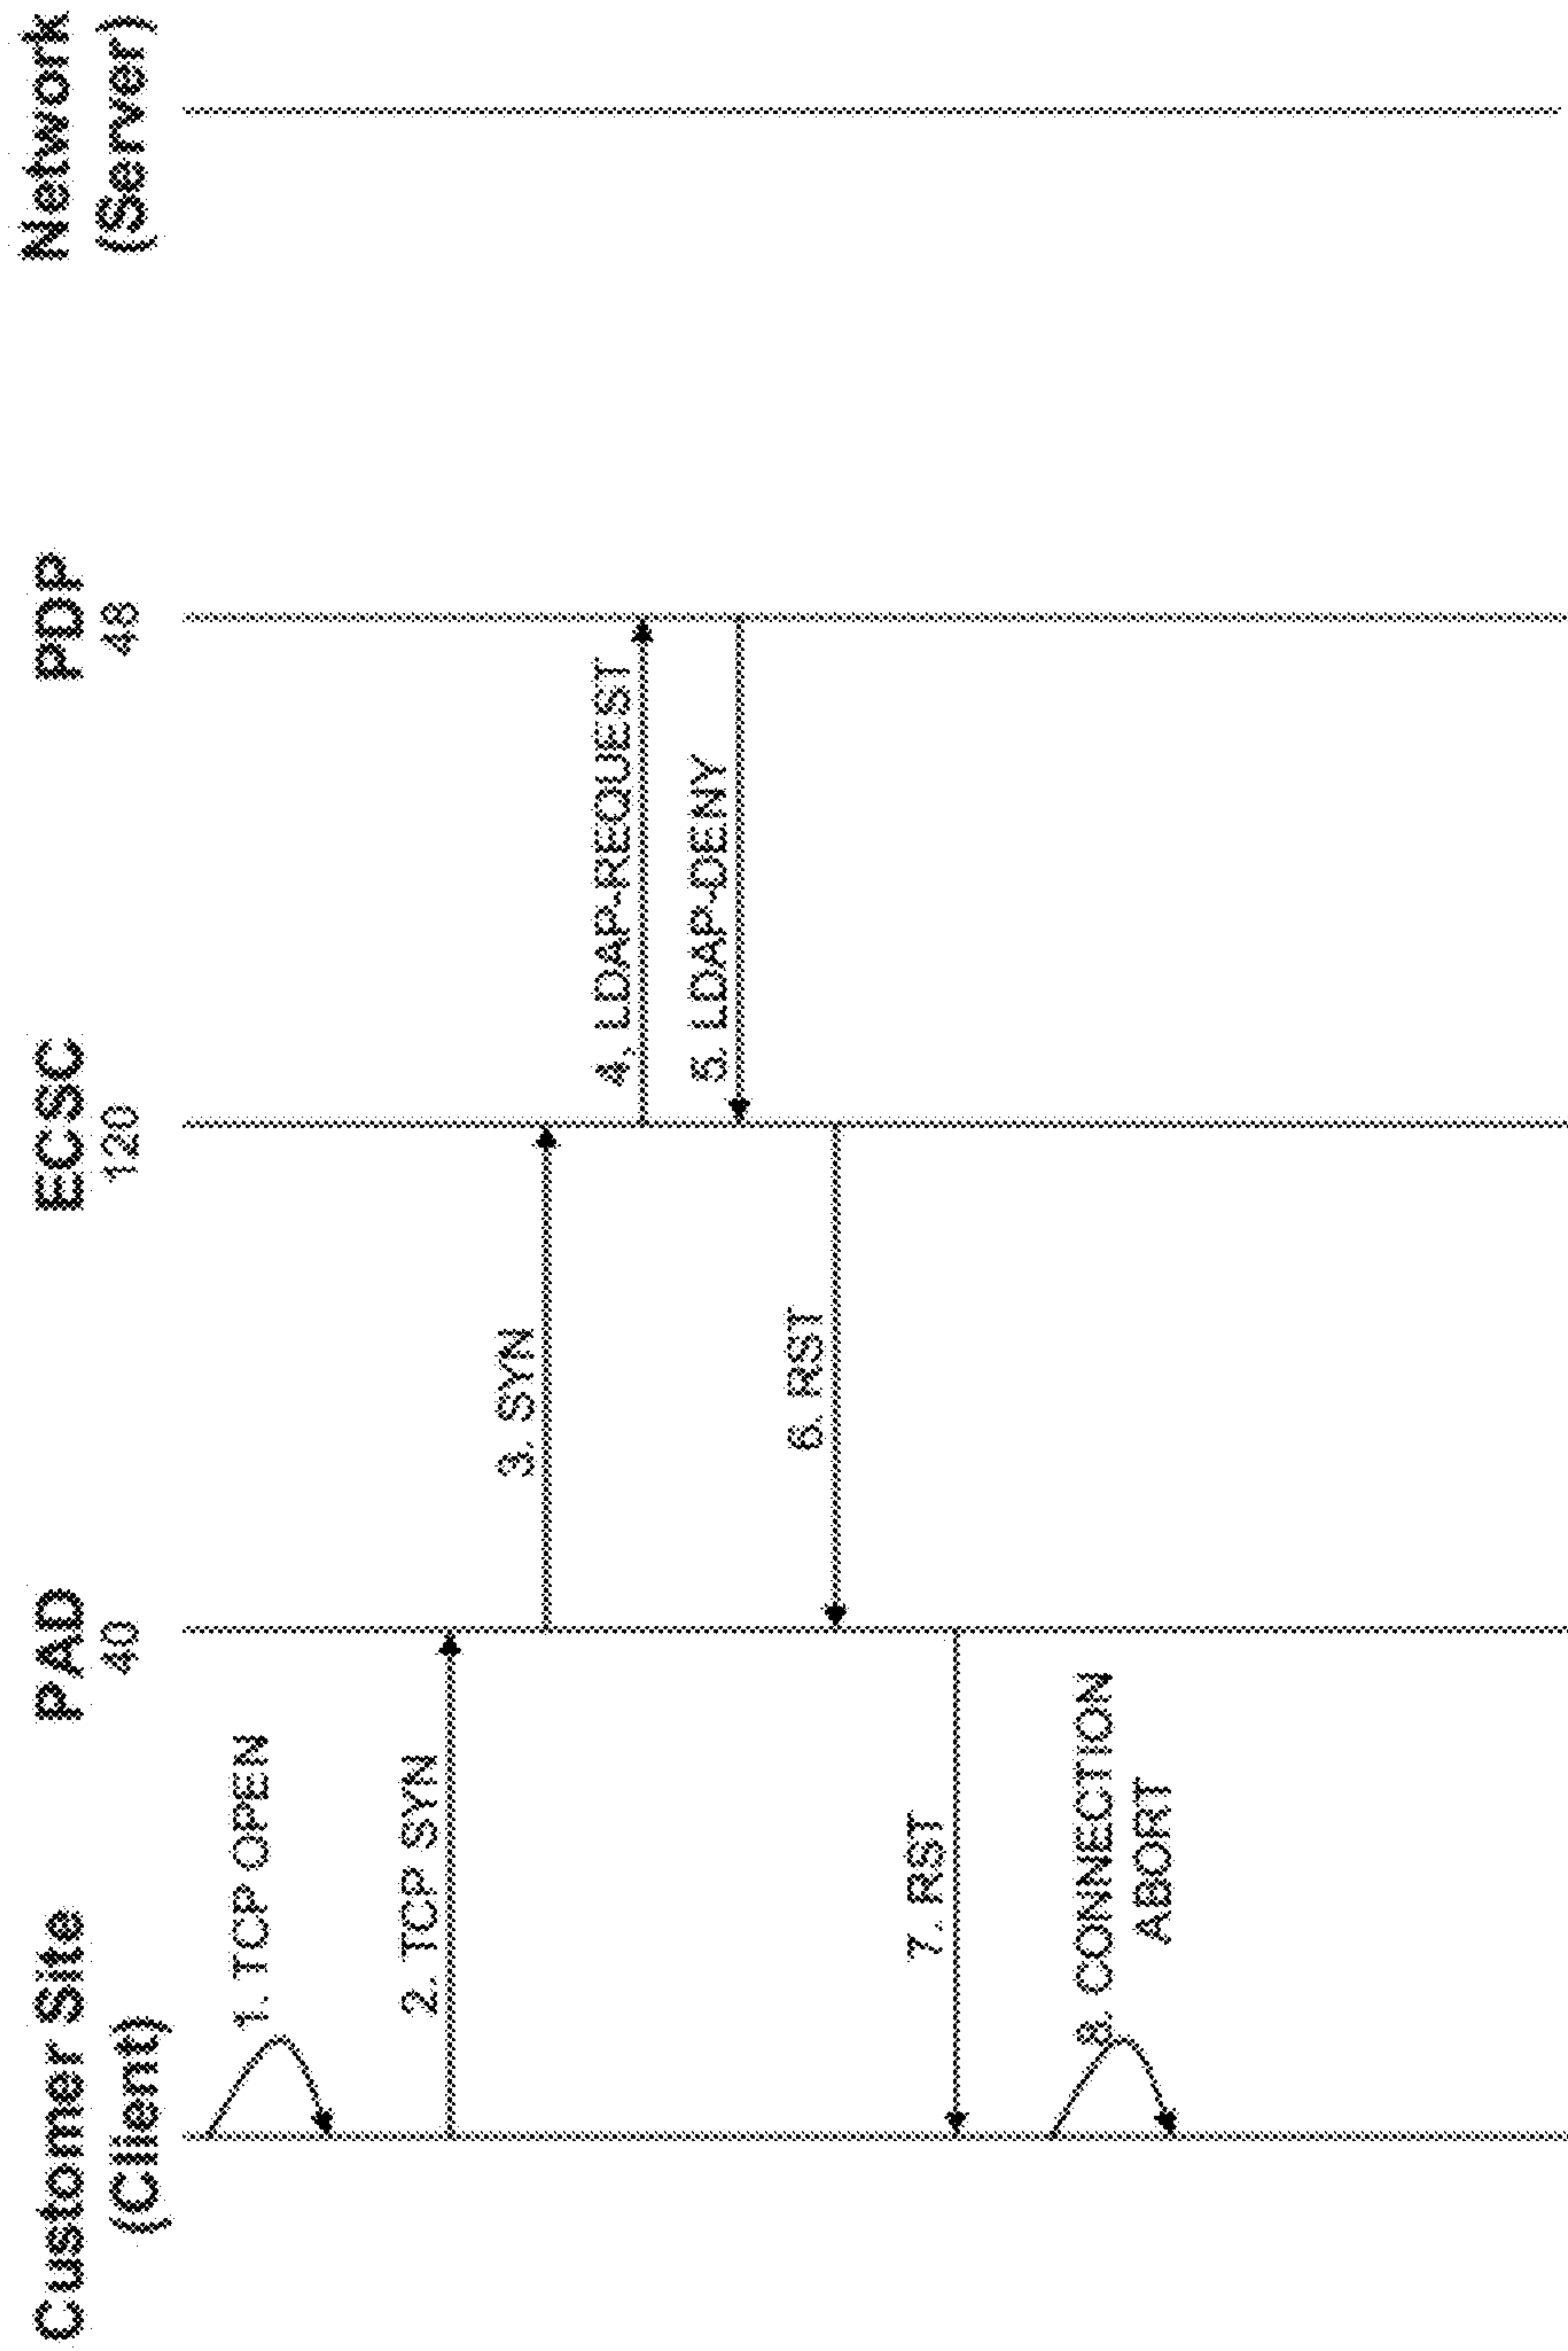 Customer Site
(Client)
PAD
40
ECSC
120
PDP
48
Network
(Server)
1. TCP OPEN
2. TCP SYN
3. SYN
4. LDAP-REQUEST
5. LDAP-DENY
6. RST
7. RST
8. CONNECTION
ABORT